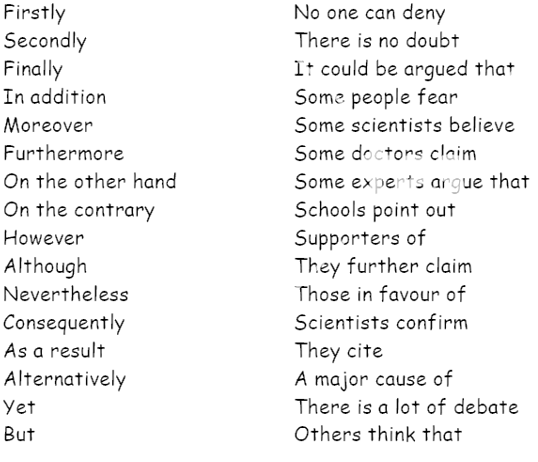 Firstly No one can deny
Secondly There is no doubt
Finally It could be argued that
In addition Some people fear
Moreover Some scientists believe
Furthermore Some doctors claim
On the other hand Some experts argue that
On the contrary Schools point out
However Supporters of
Although They further claim
Nevertheless Those in favour of
Consequently Scientists confirm
As a result They cite
Alternatively A major cause of
Yet There is a lot of debate
But Others think that